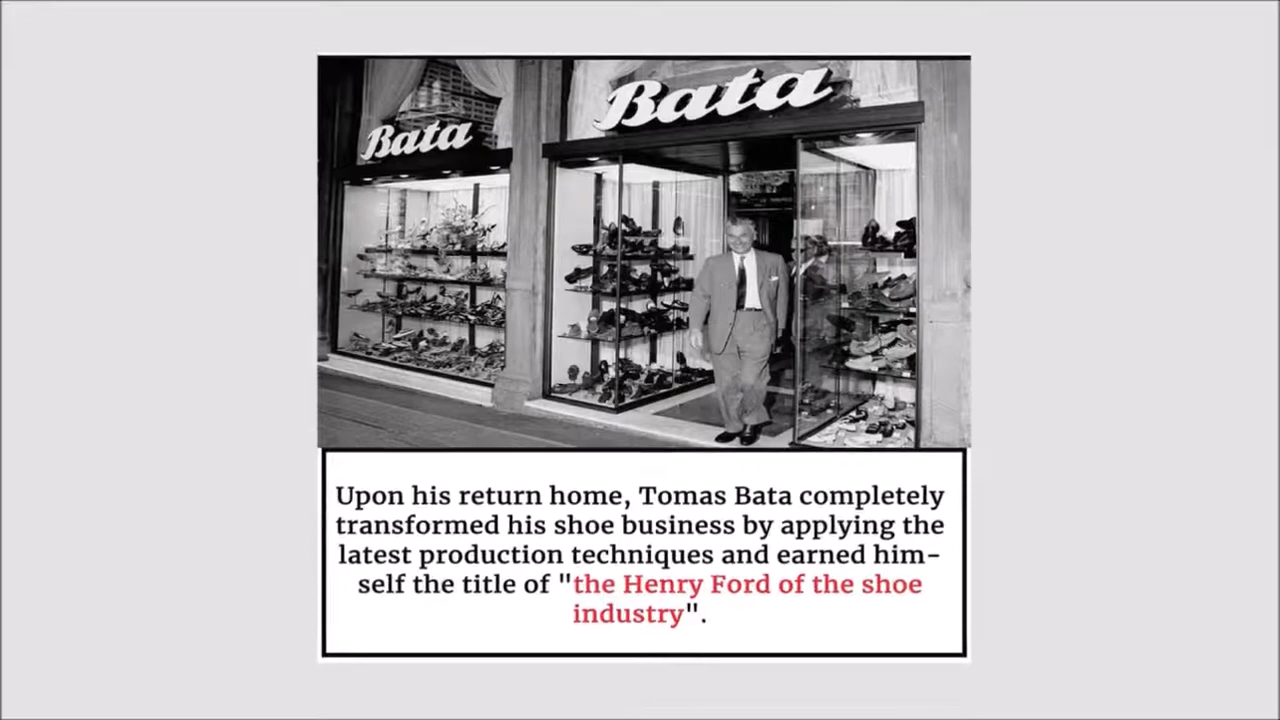 Bata
Bata
Upon his return home, Tomas Bata completely
transformed his shoe business by applying the
latest production techniques and earned him-
self the title of "the Henry Ford of the shoe
industry".